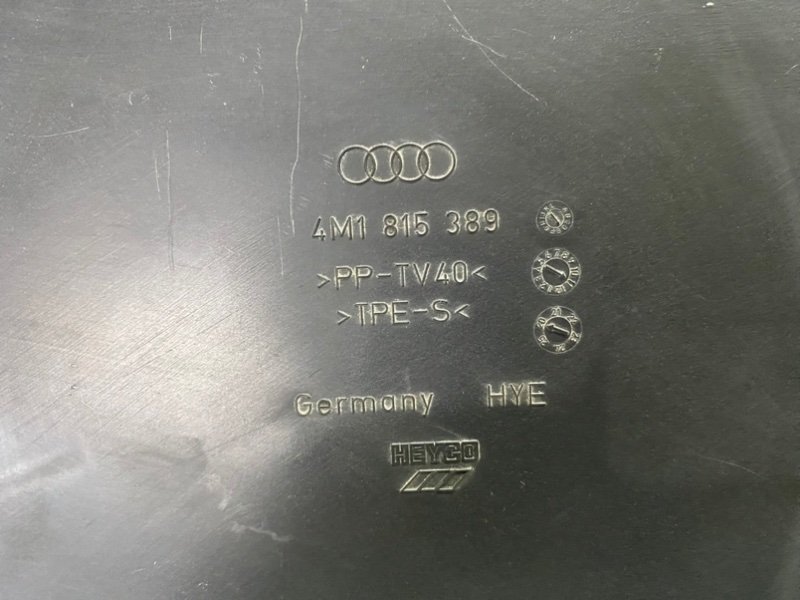 4M1 815 389
>PP-TV40<
>TPE-S<
Germany HYE
HEYCO